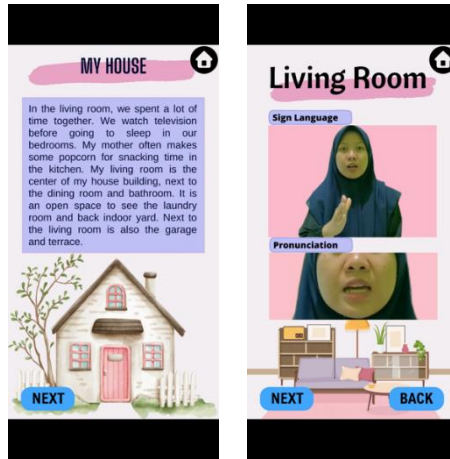 MY HOUSE
In the living room, we spent a lot of
time together. We watch television
before going to sleep in our
bedrooms. My mother often makes
some popcorn for snacking time in
the kitchen. My living room is the
center of my house building, next to
the dining room and bathroom. It is
an open space to see the laundry
room and back indoor yard. Next to
the living room is also the garage
and terrace.
NEXT
Living Room
Sign Language
Pronunciation
NEXT
BACK